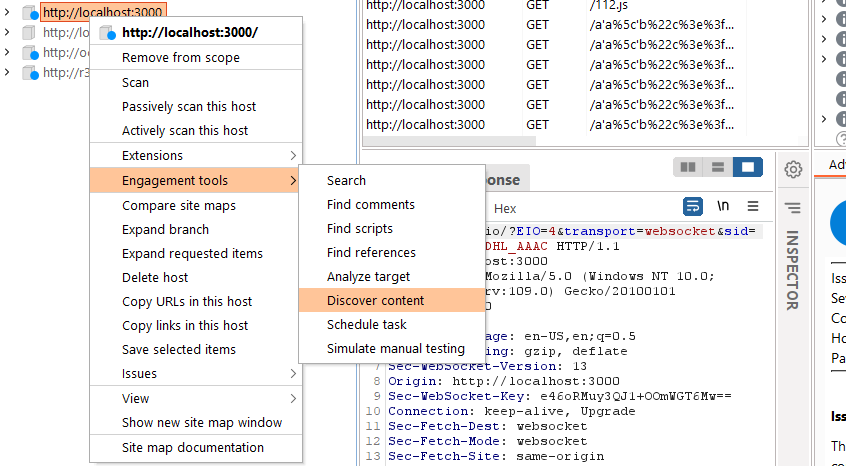 http://localhost:3000
http://lo
http://o
http://r3
http://localhost:3000/
Remove from scope
Scan
Passively scan this host
Actively scan this host
Extensions
Engagement tools
Compare site maps
Expand branch
Expand requested items
Delete host
Copy URLs in this host
Copy links in this host
Save selected items
Issues
View
Show new site map window
Site map documentation
Search
Find comments
Find scripts
Find references
Analyze target
Discover content
Schedule task
Simulate manual testing
http://localhost:3000 GET /112.js
http://localhost:3000 GET /a'a%5c'b%22c%3e%3f...
http://localhost:3000 GET /a'a%5c'b%22c%3e%3f...
http://localhost:3000 GET /a'a%5c'b%22c%3e%3f...
http://localhost:3000 GET /a'a%5c'b%22c%3e%3f...
http://localhost:3000 GET /a'a%5c'b%22c%3e%3f...
http://localhost:3000 GET /a'a%5c'b%22c%3e%3f...
ponse
Hex
\n
io/?EIO=4&transport=websocket&sid=
DHL_AAAC HTTP/1.1
ost:3000
Mozilla/5.0 (Windows NT 10.0;
rv:109.0) Gecko/20100101
0
age: en-US,en;q=0.5
ing: gzip, deflate
7 Sec-WebSocket-Version: 13
8 Origin: http://localhost:3000
9 Sec-WebSocket-Key: e46oRMuy3QJ1+OOmWGT6Mw==
10 Connection: keep-alive, Upgrade
11 Sec-Fetch-Dest: websocket
12 Sec-Fetch-Mode: websocket
13 Sec-Fetch-Site: same-origin
INSPECTOR
Adv
Iss
Se
Co
Ho
Pa
Iss
Th